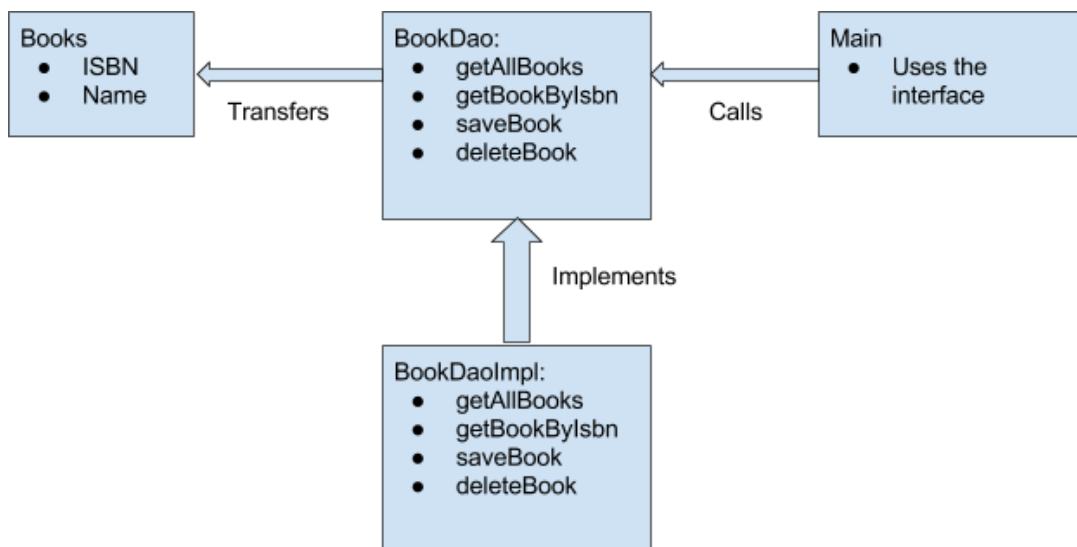 Books
● ISBN
● Name
Transfers
BookDao:
● getAllBooks
● getBookByIsbn
● saveBook
● deleteBook
Calls
Main
● Uses the
interface
Implements
BookDaoImpl:
● getAllBooks
● getBookByIsbn
● saveBook
● deleteBook